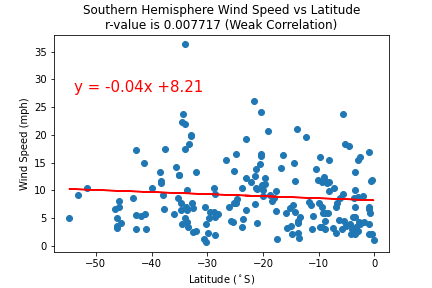 Southern Hemisphere Wind Speed vs Latitude
r-value is 0.007717 (Weak Correlation)
y = -0.04x +8.21
Wind Speed (mph)
35
30
25
20
15
10
5
0
−50
−40
−30
−20
−10
0
Latitude (°S)